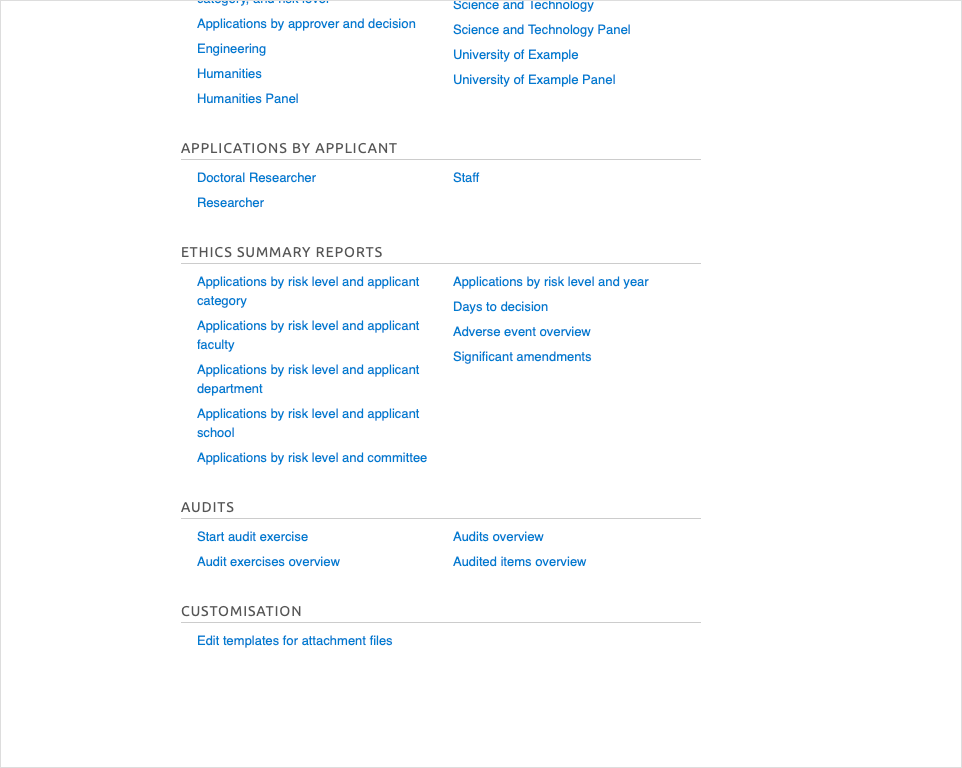 category, and risk level
Applications by approver and decision
Engineering
Humanities
Humanities Panel
Science and Technology
Science and Technology Panel
University of Example
University of Example Panel
APPLICATIONS BY APPLICANT
Doctoral Researcher
Researcher
Staff
ETHICS SUMMARY REPORTS
Applications by risk level and applicant
category
Applications by risk level and applicant
faculty
Applications by risk level and applicant
department
Applications by risk level and applicant
school
Applications by risk level and committee
Applications by risk level and year
Days to decision
Adverse event overview
Significant amendments
AUDITS
Start audit exercise
Audit exercises overview
Audits overview
Audited items overview
CUSTOMISATION
Edit templates for attachment files